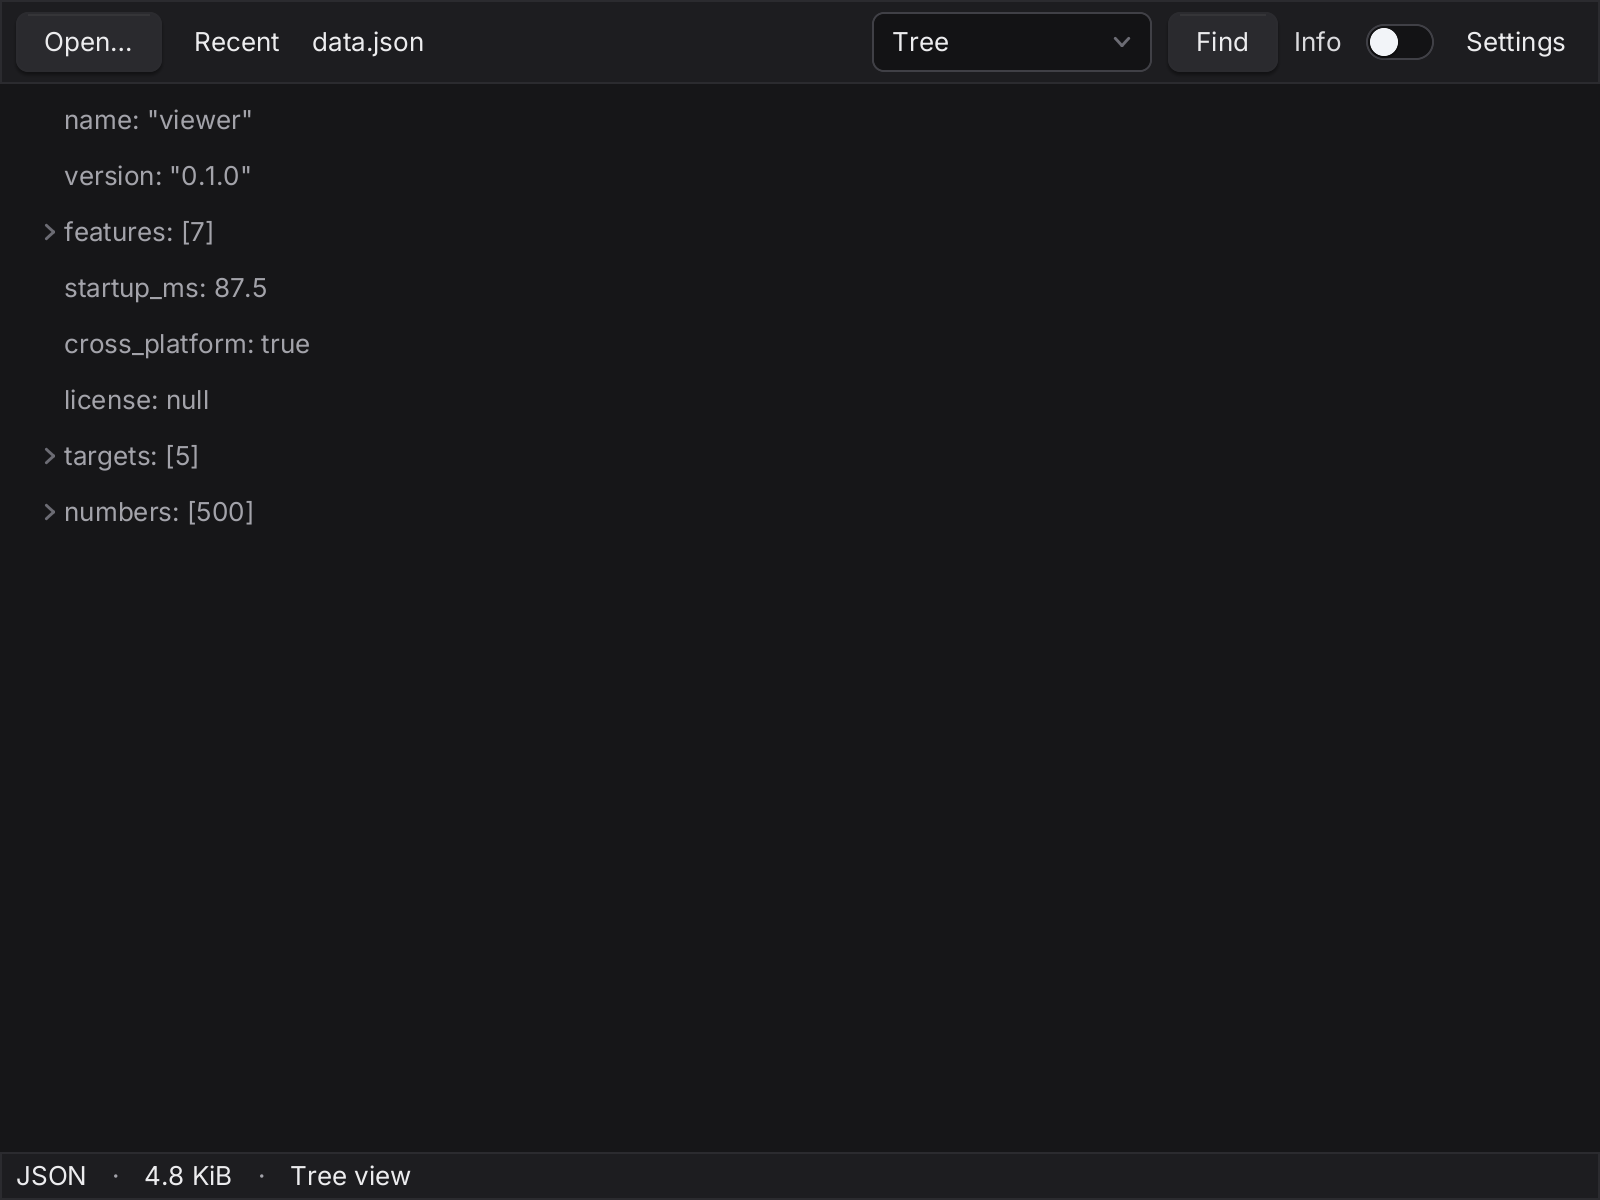 Open... Recent data.json Tree Find Info Settings
name: "viewer"
version: "0.1.0"
features: [7]
startup_ms: 87.5
cross_platform: true
license: null
targets: [5]
numbers: [500]
JSON · 4.8 KiB · Tree view